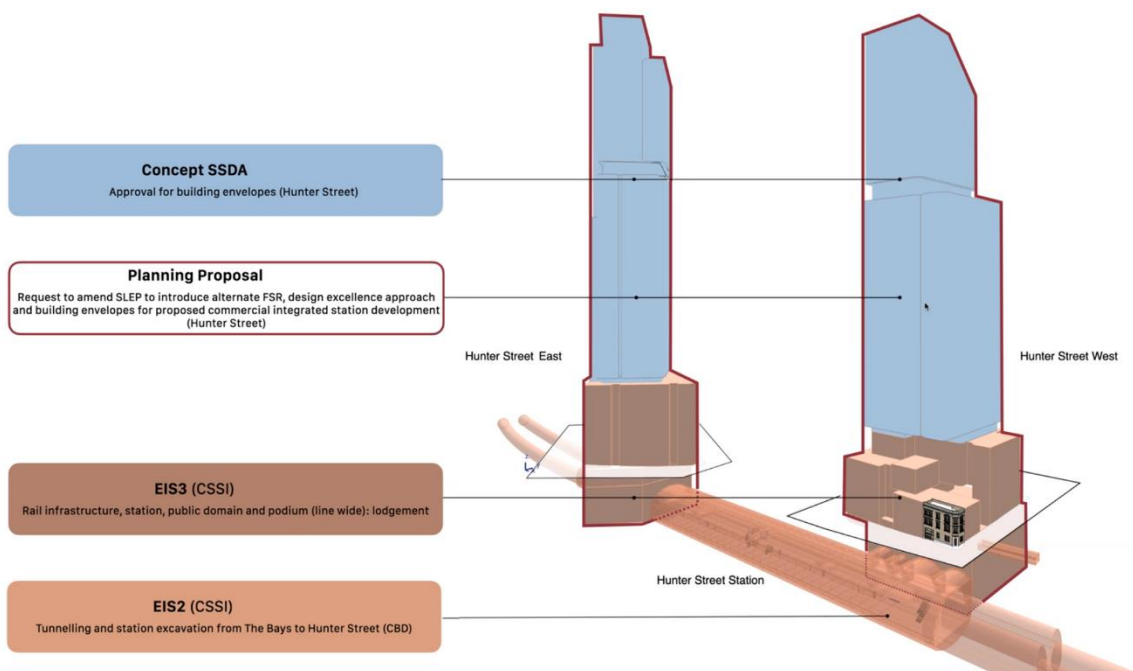 Concept SSDA
Approval for building envelopes (Hunter Street)
Planning Proposal
Request to amend SLEP to introduce alternate FSR, design excellence approach
and building envelopes for proposed commercial integrated station development
(Hunter Street)
Hunter Street East
Hunter Street West
EIS3 (CSSI)
Rail infrastructure, station, public domain and podium (line wide): lodgement
Hunter Street Station
EIS2 (CSSI)
Tunnelling and station excavation from The Bays to Hunter Street (CBD)